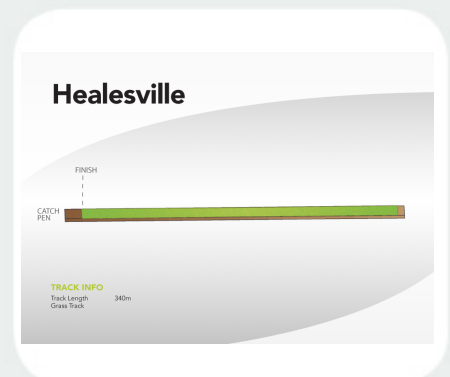 Healesville
FINISH
CATCH
PEN
TRACK INFO
Track Length 340m
Grass Track